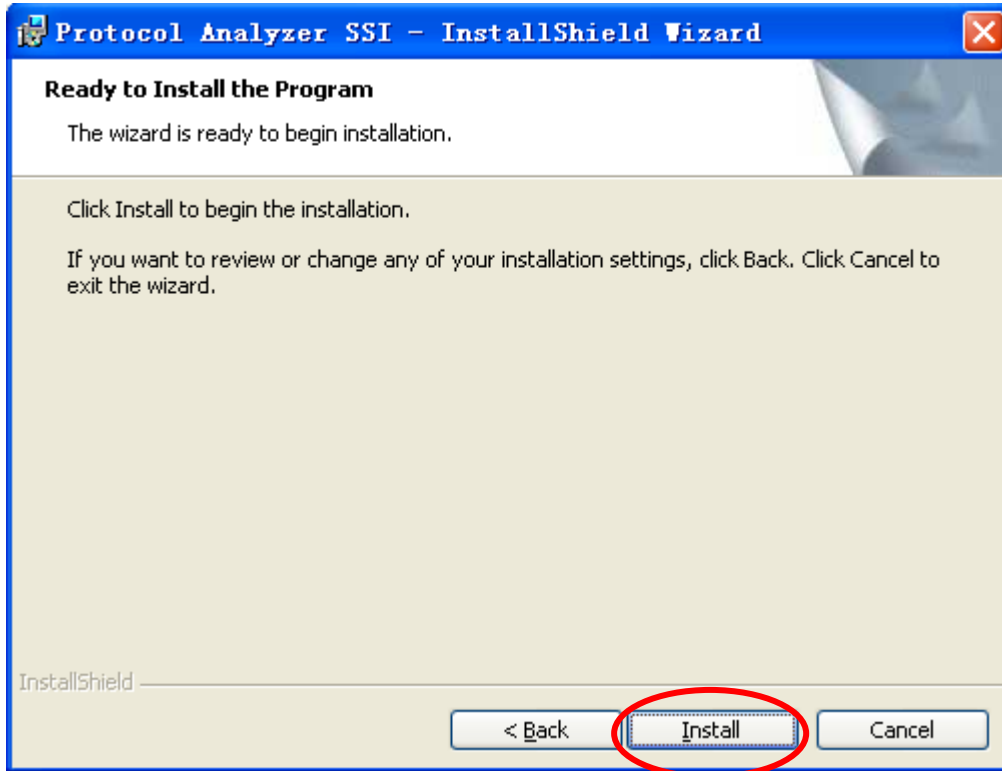 Protocol Analyzer SSI - InstallShield Wizard
Ready to Install the Program
The wizard is ready to begin installation.
Click Install to begin the installation.
If you want to review or change any of your installation settings, click Back. Click Cancel to
exit the wizard.
InstallShield
< Back Install Cancel